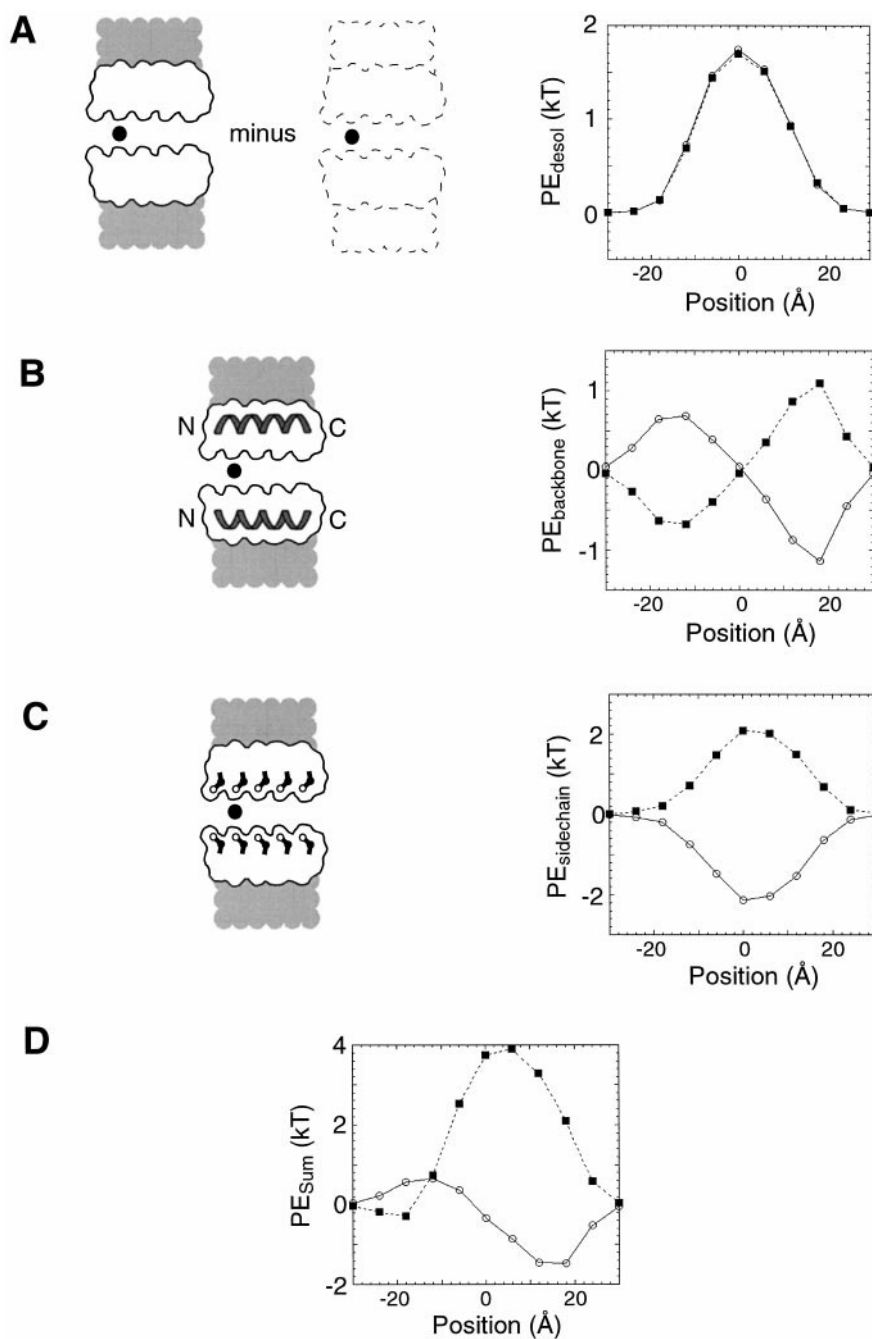 A
minus
PEdesol (kT)
2
1
0
-20 0 20
Position (Å)
B
N C
N C
PEbackbone (kT)
1
0
-1
-20 0 20
Position (Å)
C
PEsidechain (kT)
2
0
-2
-20 0 20
Position (Å)
D
PESum (kT)
4
2
0
-2
-20 0 20
Position (Å)